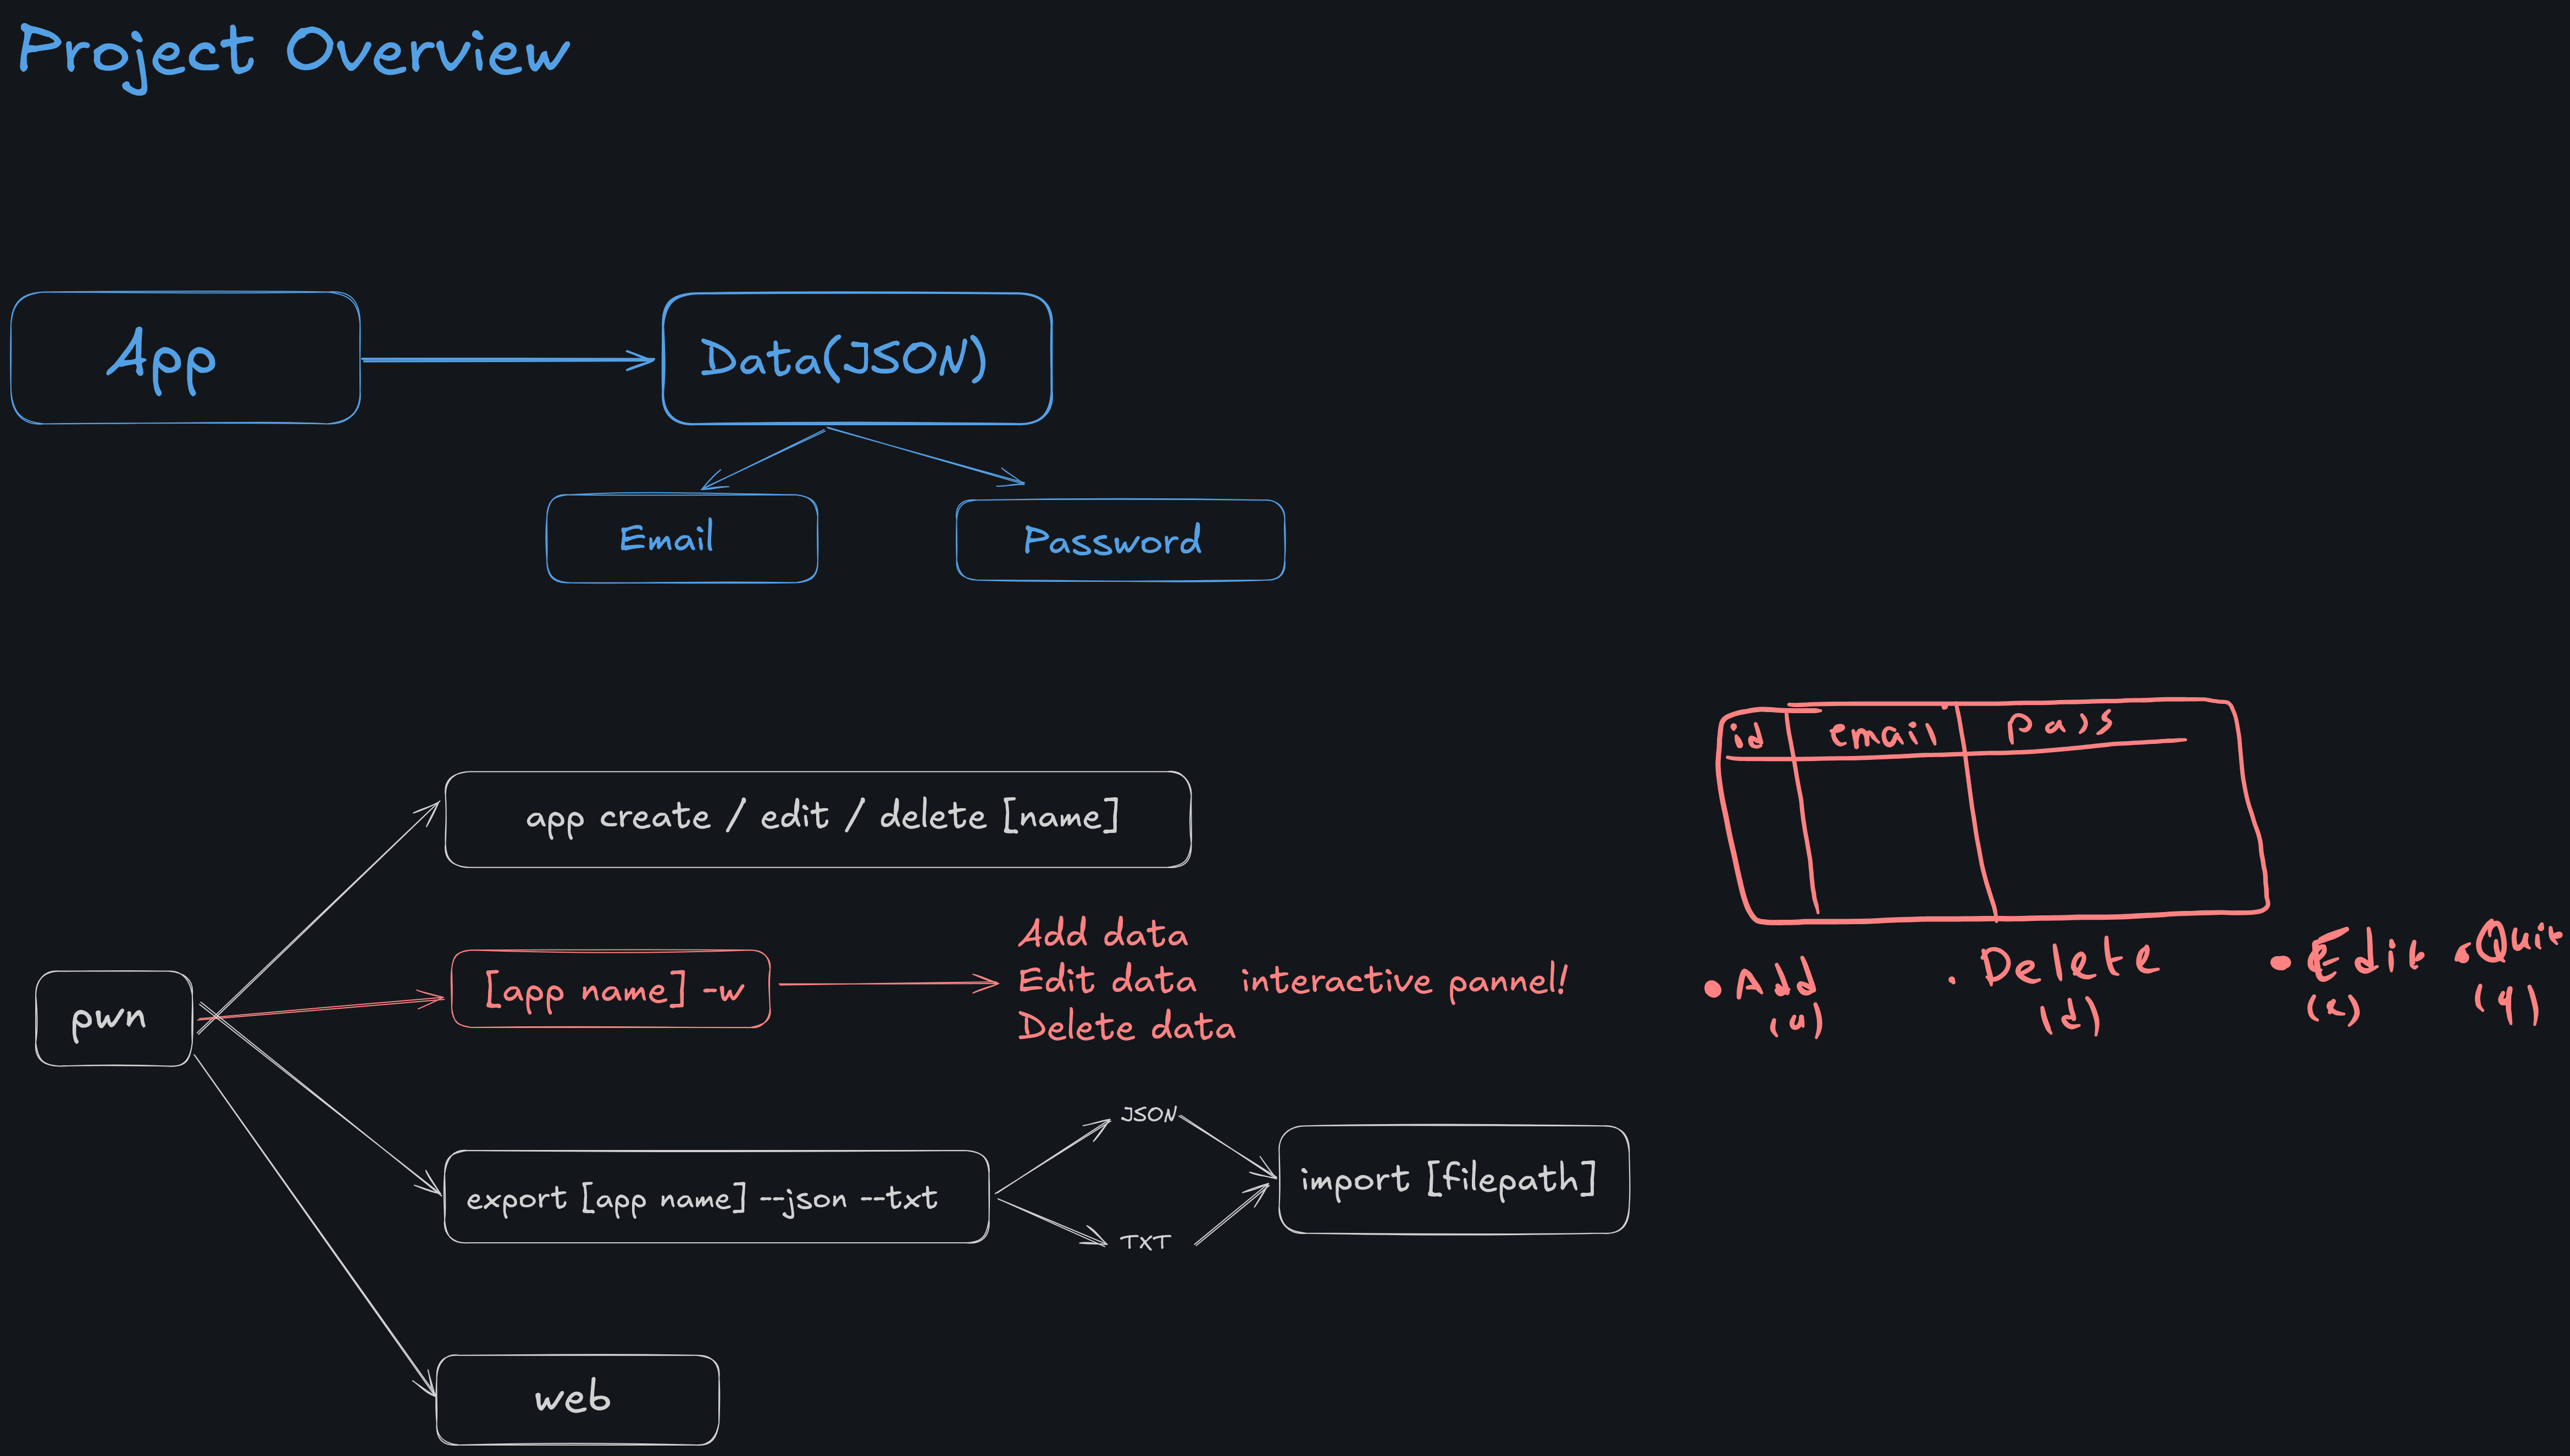 Project Overview
App
Data(JSON)
Email
Password
id
email
pass
app create / edit / delete [name]
Add data
[app name] -w
Edit data
interactive pannel!
Delete data
• Add
• Delete
• Edit
• Quit
(a)
(d)
(e)
(q)
pwn
JSON
export [app name] --json --txt
import [filepath]
TXT
web